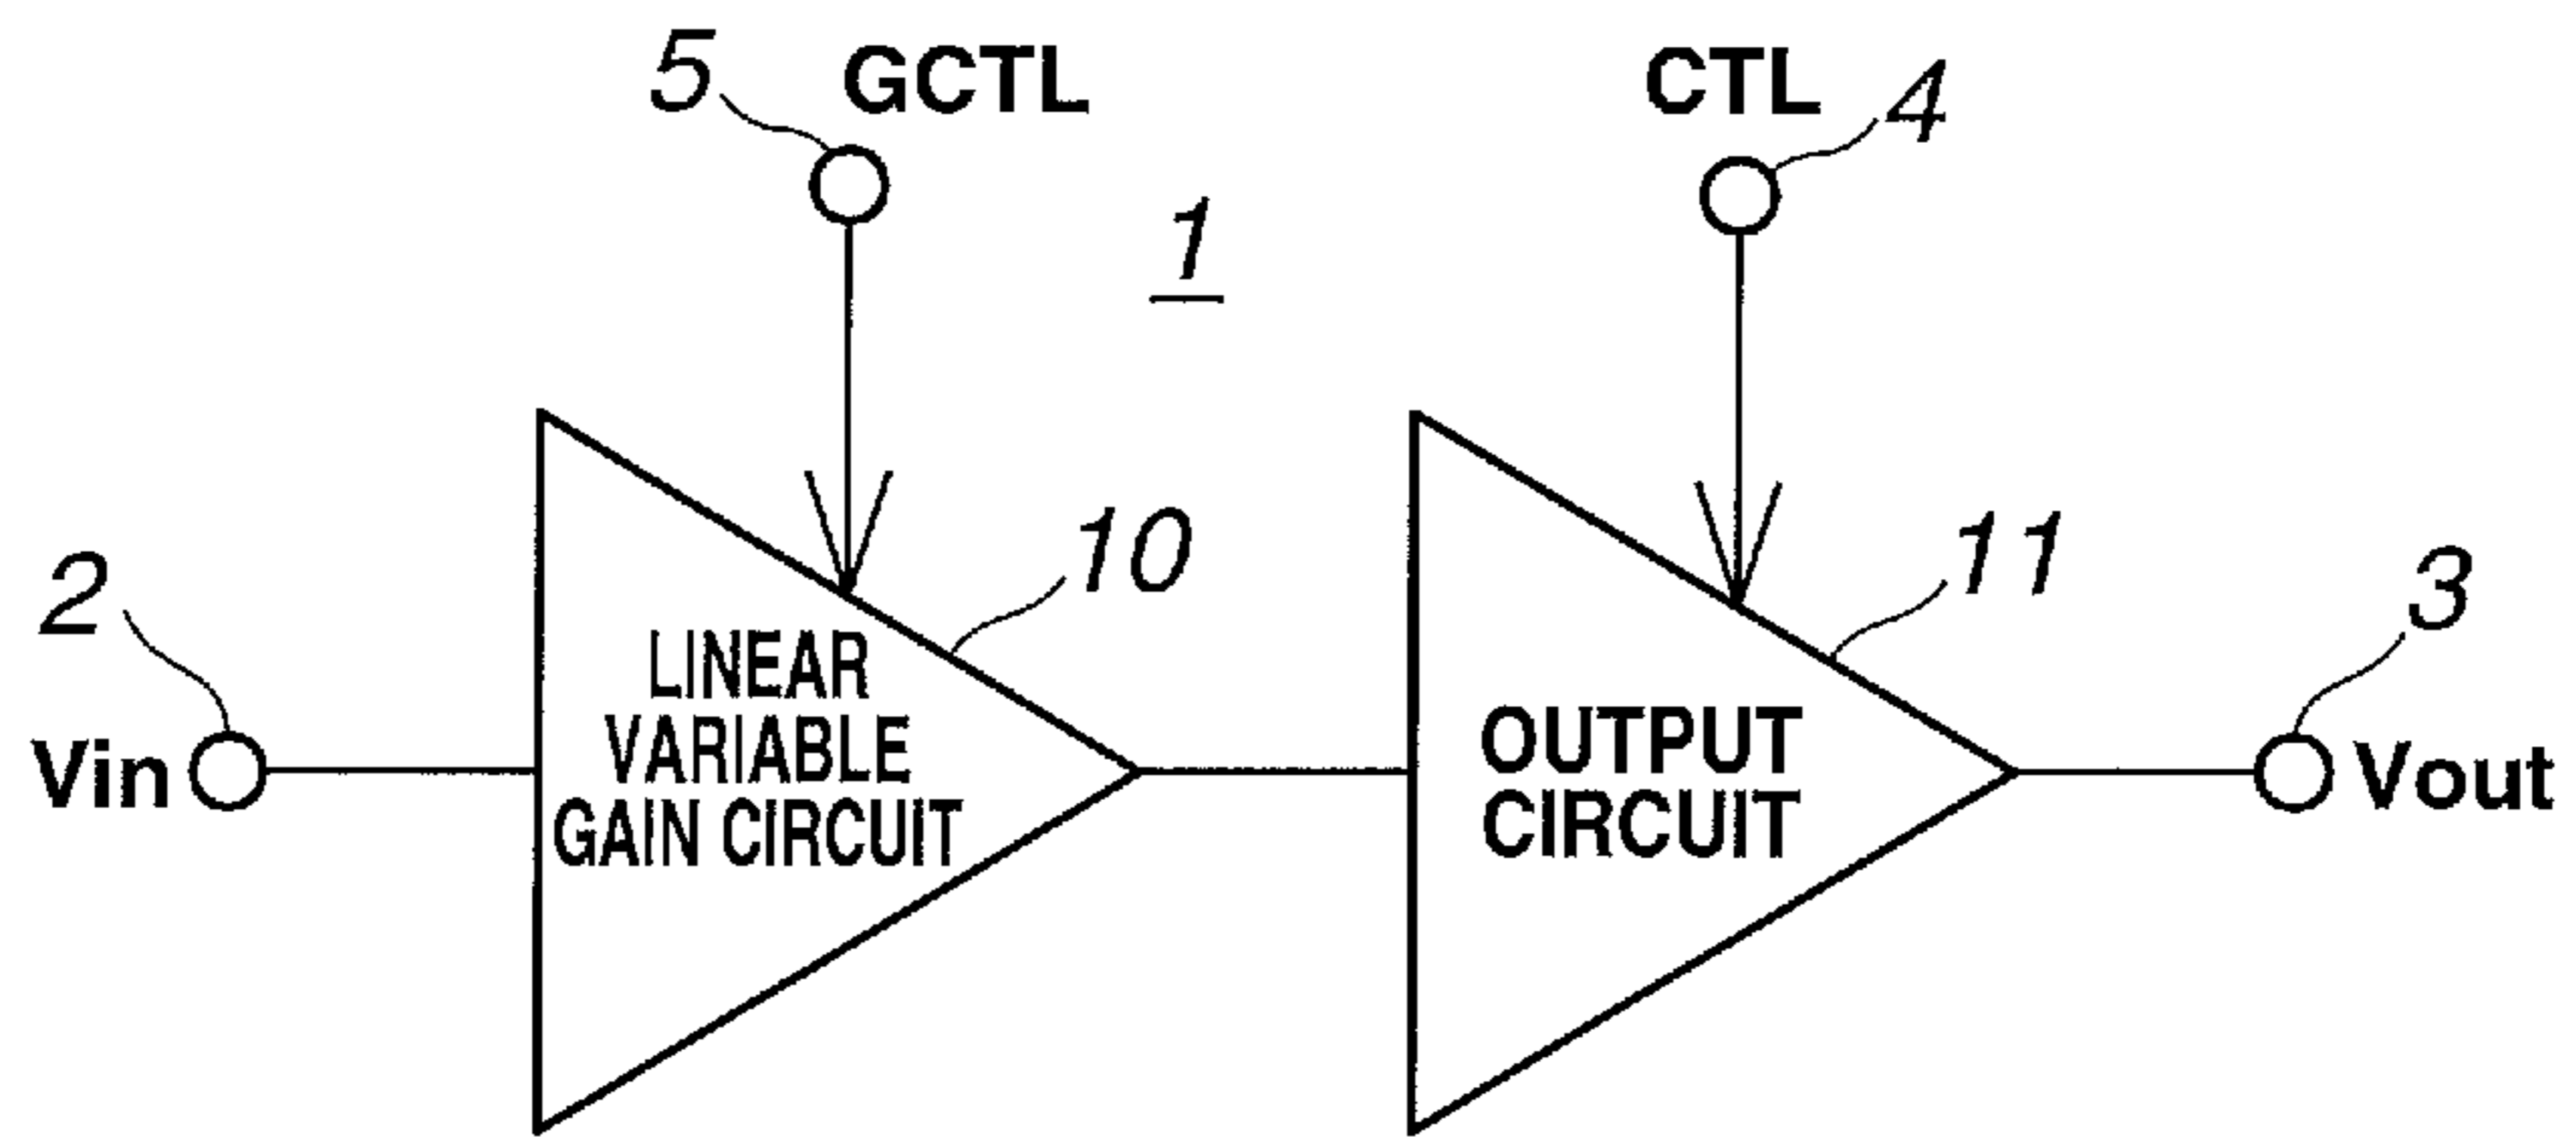 5 GCTL
CTL 4
1
10
11
2
3
LINEAR
VARIABLE
GAIN CIRCUIT
OUTPUT
CIRCUIT
Vin
Vout